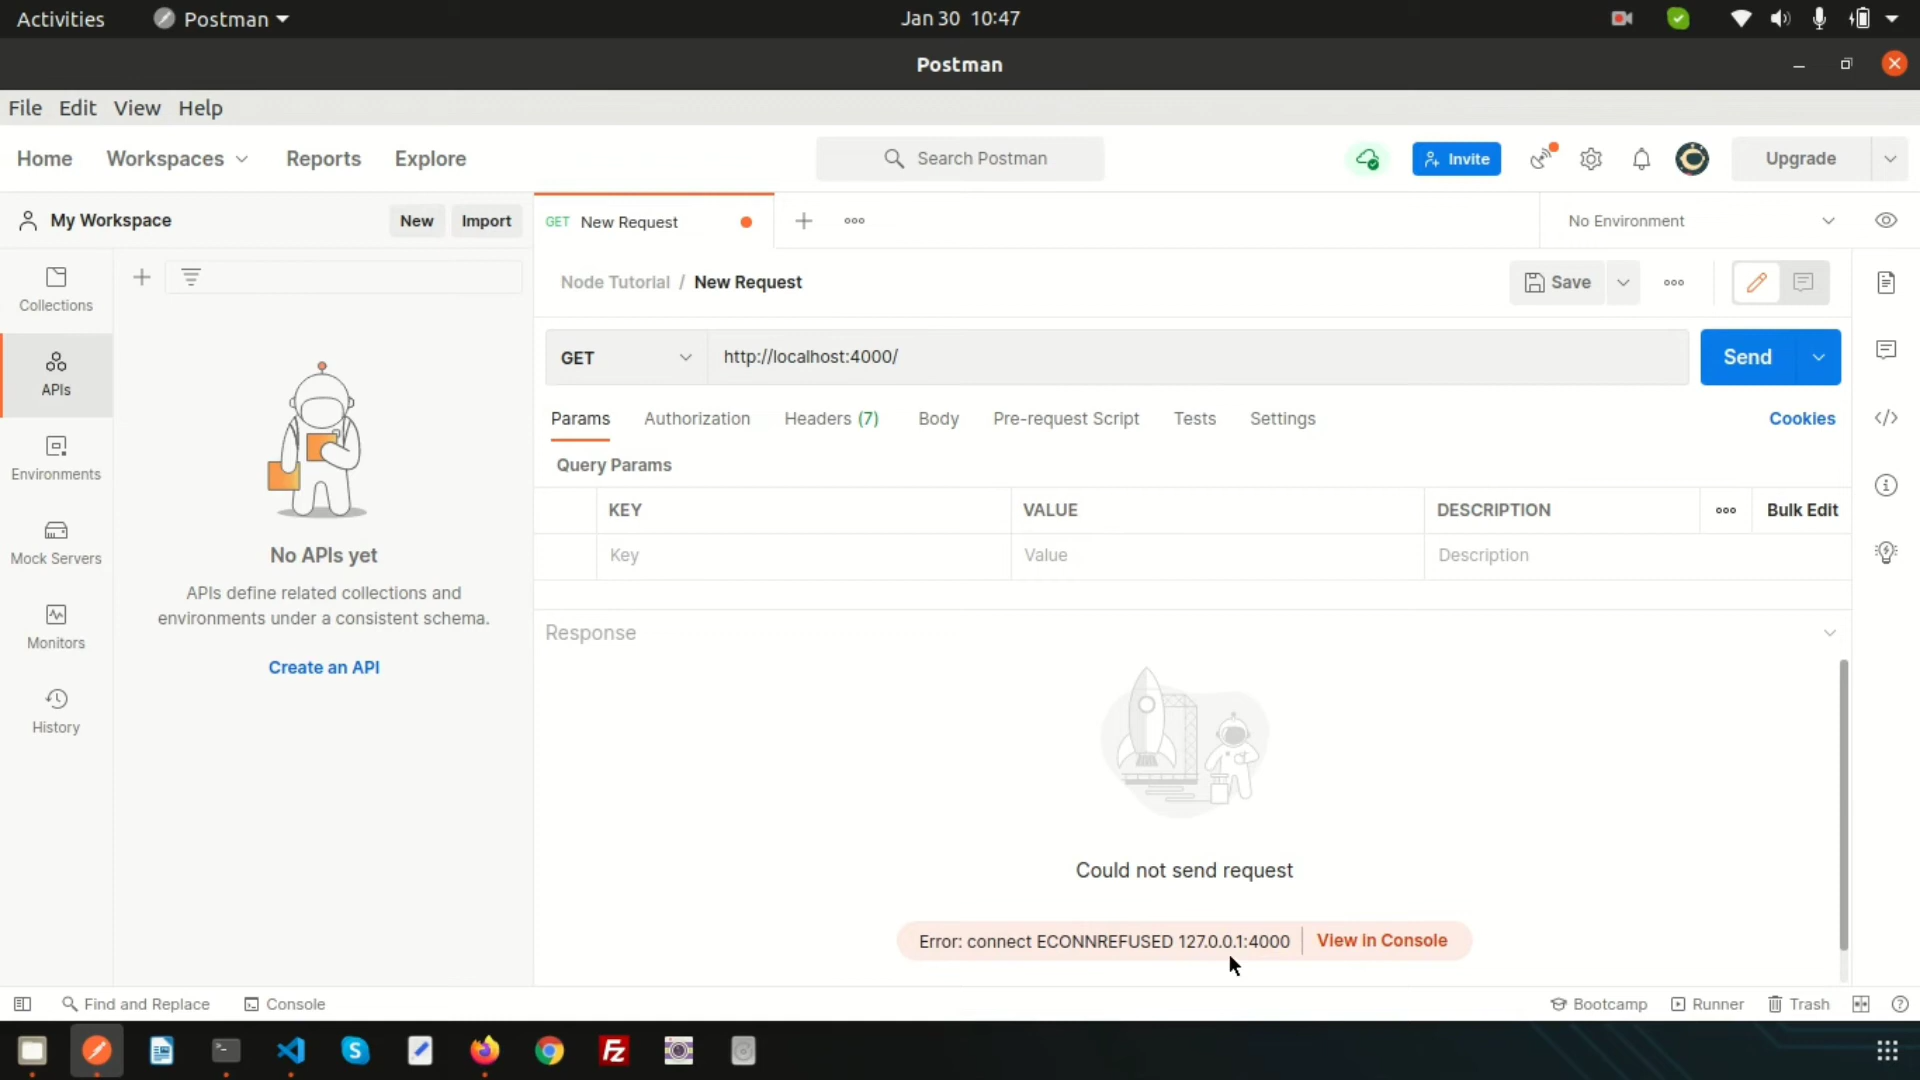 Activities Postman Jan 30 10:47
Postman
File Edit View Help
Home Workspaces Reports Explore Search Postman Invite Upgrade
My Workspace New Import GET New Request No Environment
Node Tutorial / New Request Save
Collections
GET http://localhost:4000/ Send
APIs
Params Authorization Headers (7) Body Pre-request Script Tests Settings Cookies
Query Params
Environments
KEY VALUE DESCRIPTION Bulk Edit
Key Value Description
Mock Servers
No APIs yet
APIs define related collections and
environments under a consistent schema.
Monitors
Response
Create an API
History
Could not send request
Error: connect ECONNREFUSED 127.0.0.1:4000 View in Console
Find and Replace Console Bootcamp Runner Trash